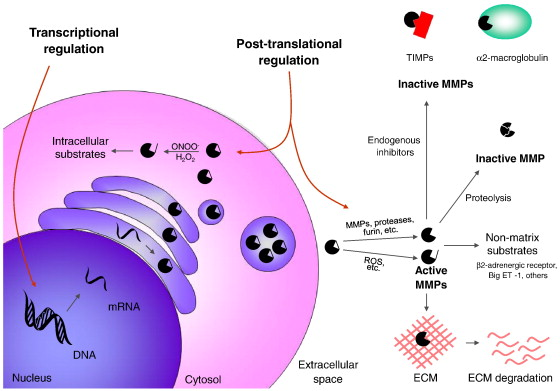 Transcriptional
regulation
Post-translational
regulation
TIMPs
α2-macroglobulin
Inactive MMPs
Intracellular
substrates
ONOO-
H2O2
Endogenous
inhibitors
Inactive MMP
Proteolysis
MMPs, proteases,
furin, etc.
ROS,
etc.
Active
MMPs
Non-matrix
substrates
β2-adrenergic receptor,
Big ET -1, others
mRNA
DNA
Nucleus
Cytosol
Extracellular
space
ECM
ECM degradation